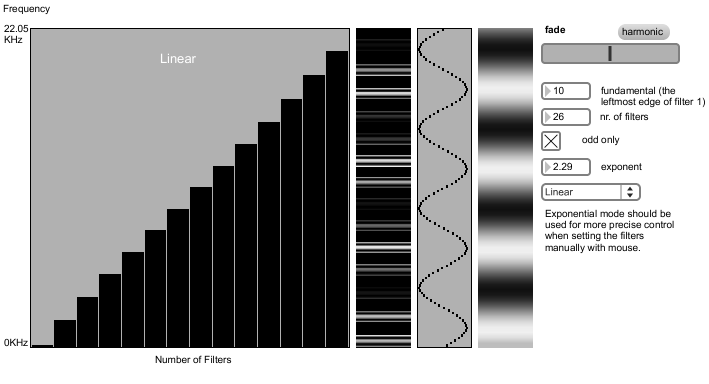 Frequency
22.05
KHz
Linear
0KHz
Number of Filters
fade
harmonic
10
fundamental (the
leftmost edge of filter 1)
26
nr. of filters
odd only
2.29
exponent
Linear
Exponential mode should be
used for more precise control
when setting the filters
manually with mouse.